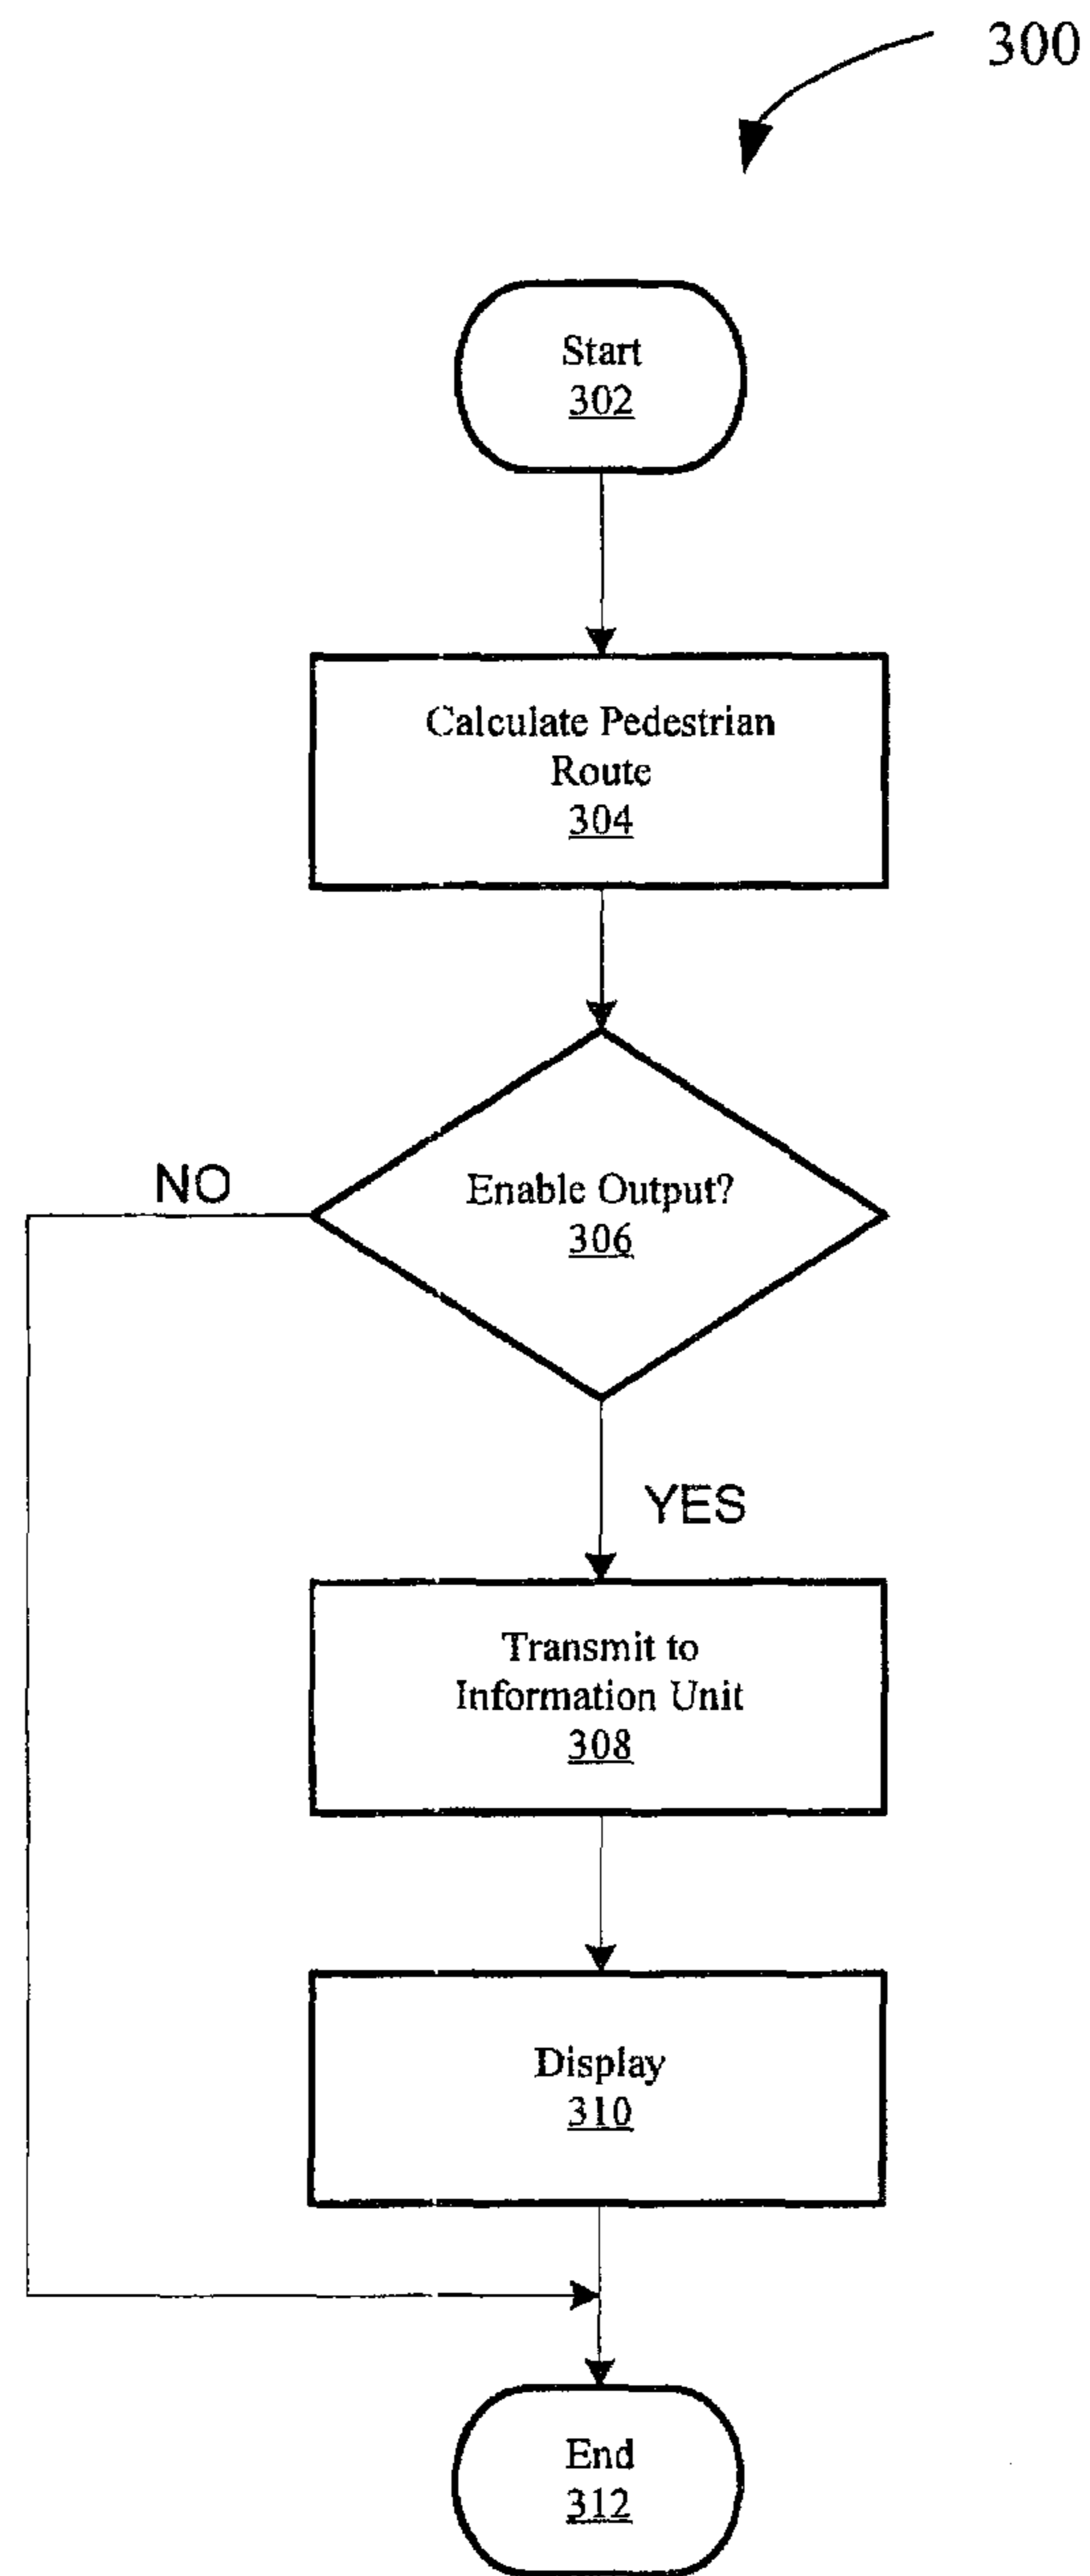 300
Start
302
Calculate Pedestrian
Route
304
Enable Output?
306
NO
YES
Transmit to
Information Unit
308
Display
310
End
312